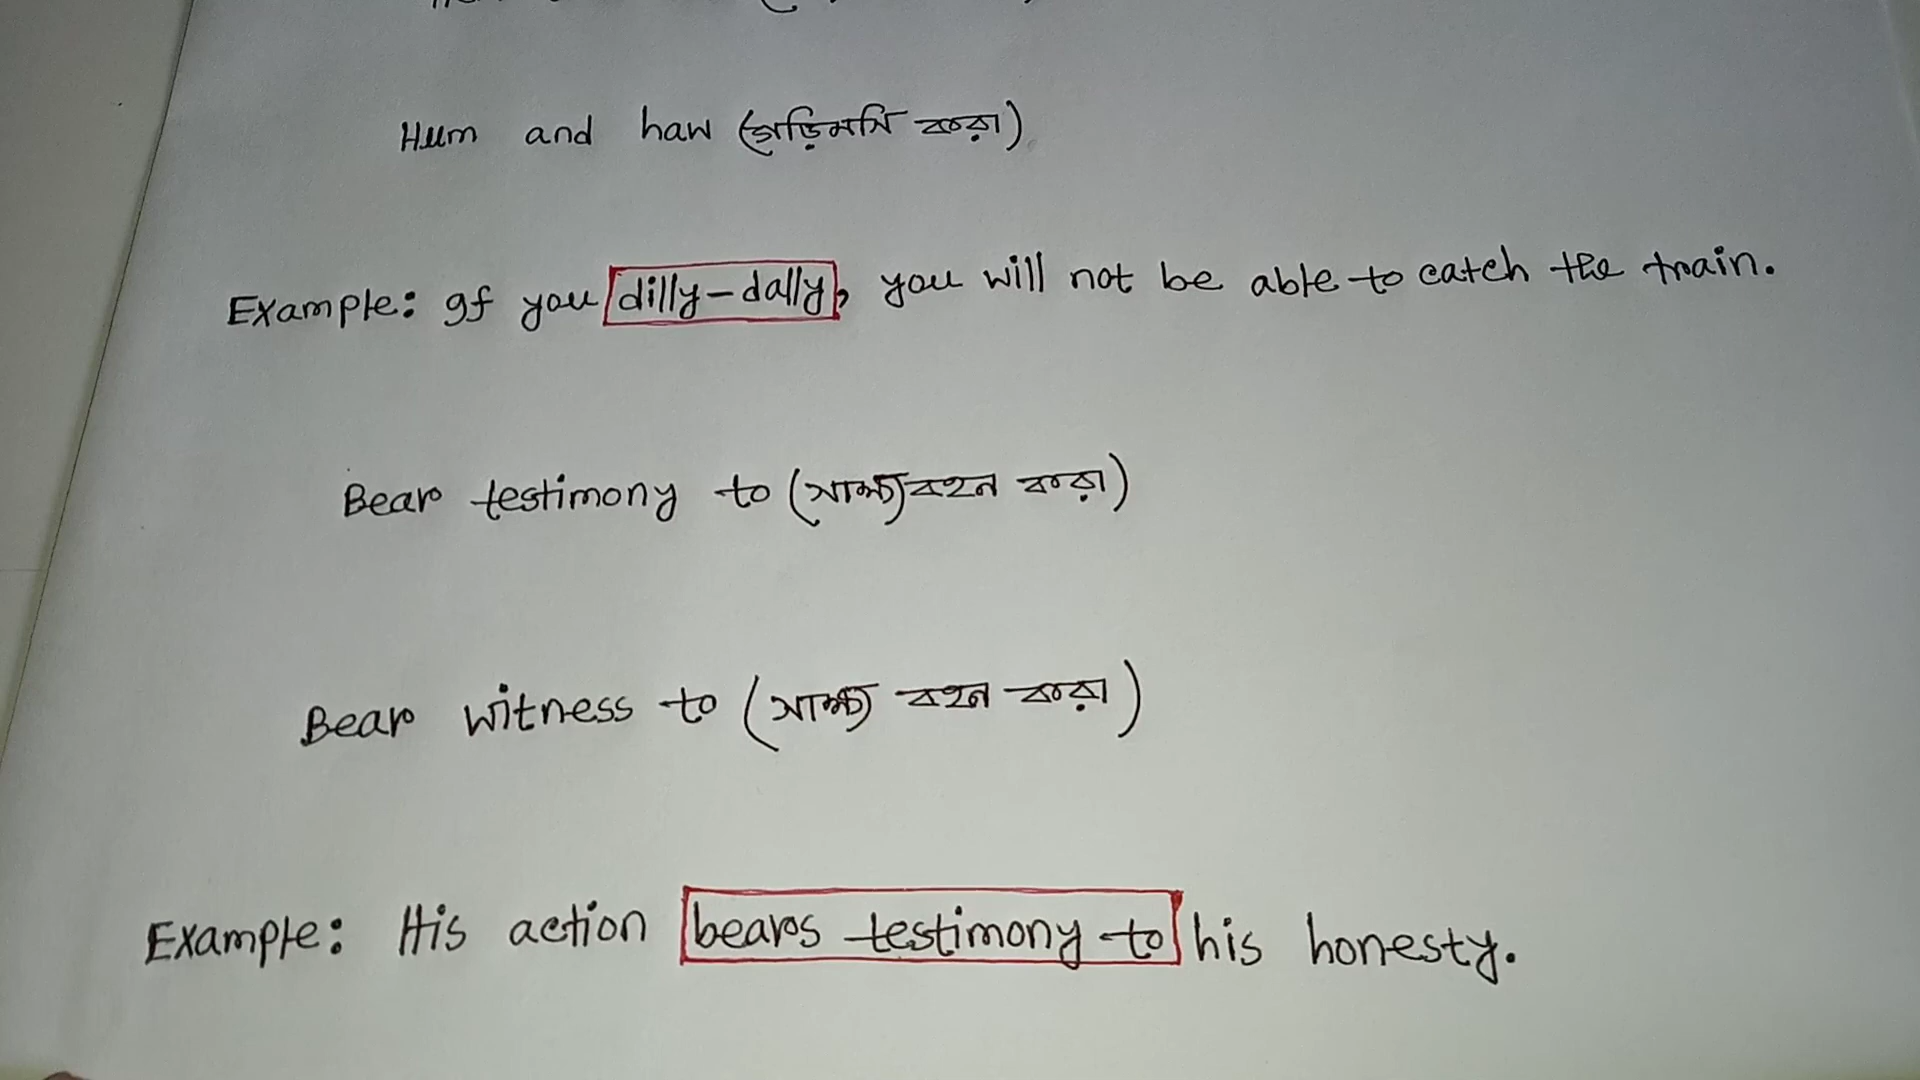 Hum and haw (গড়িমসি করা)
Example: If you dilly-dally, you will not be able to catch the train.
Bear testimony to (সাক্ষ্য বহন করা)
Bear witness to (সাক্ষ্য বহন করা)
Example: His action bears testimony to his honesty.